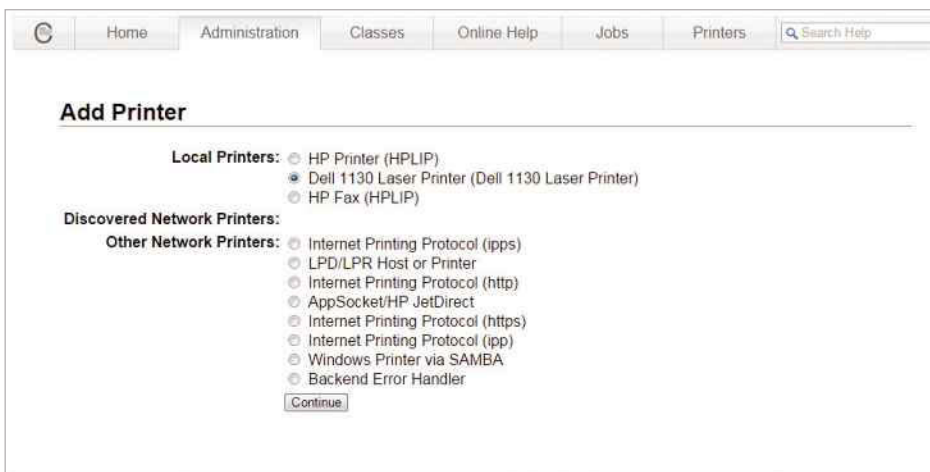 Home Administration Classes Online Help Jobs Printers Search Help
Add Printer
Local Printers: HP Printer (HPLIP)
Dell 1130 Laser Printer (Dell 1130 Laser Printer)
HP Fax (HPLIP)
Discovered Network Printers:
Other Network Printers: Internet Printing Protocol (ipps)
LPD/LPR Host or Printer
Internet Printing Protocol (http)
AppSocket/HP JetDirect
Internet Printing Protocol (https)
Internet Printing Protocol (ipp)
Windows Printer via SAMBA
Backend Error Handler
Continue